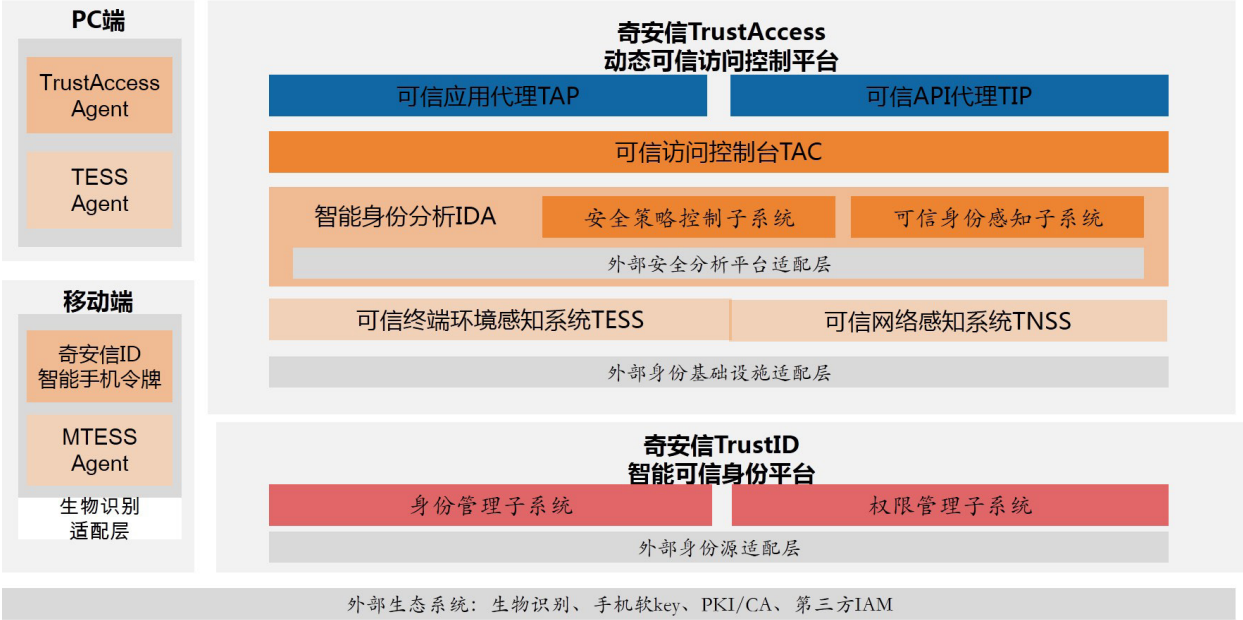 PC端
TrustAccess
Agent
TESS
Agent
移动端
奇安信ID
智能手机令牌
MTESS
Agent
生物识别
适配层
奇安信TrustAccess
动态可信访问控制平台
可信应用代理TAP
可信API代理TIP
可信访问控制台TAC
智能身份分析IDA
安全策略控制子系统
可信身份感知子系统
外部安全分析平台适配层
可信终端环境感知系统TESS
可信网络感知系统TNSS
外部身份基础设施适配层
奇安信TrustID
智能可信身份平台
身份管理子系统
权限管理子系统
外部身份源适配层
外部生态系统：生物识别、手机软key、PKI/CA、第三方IAM